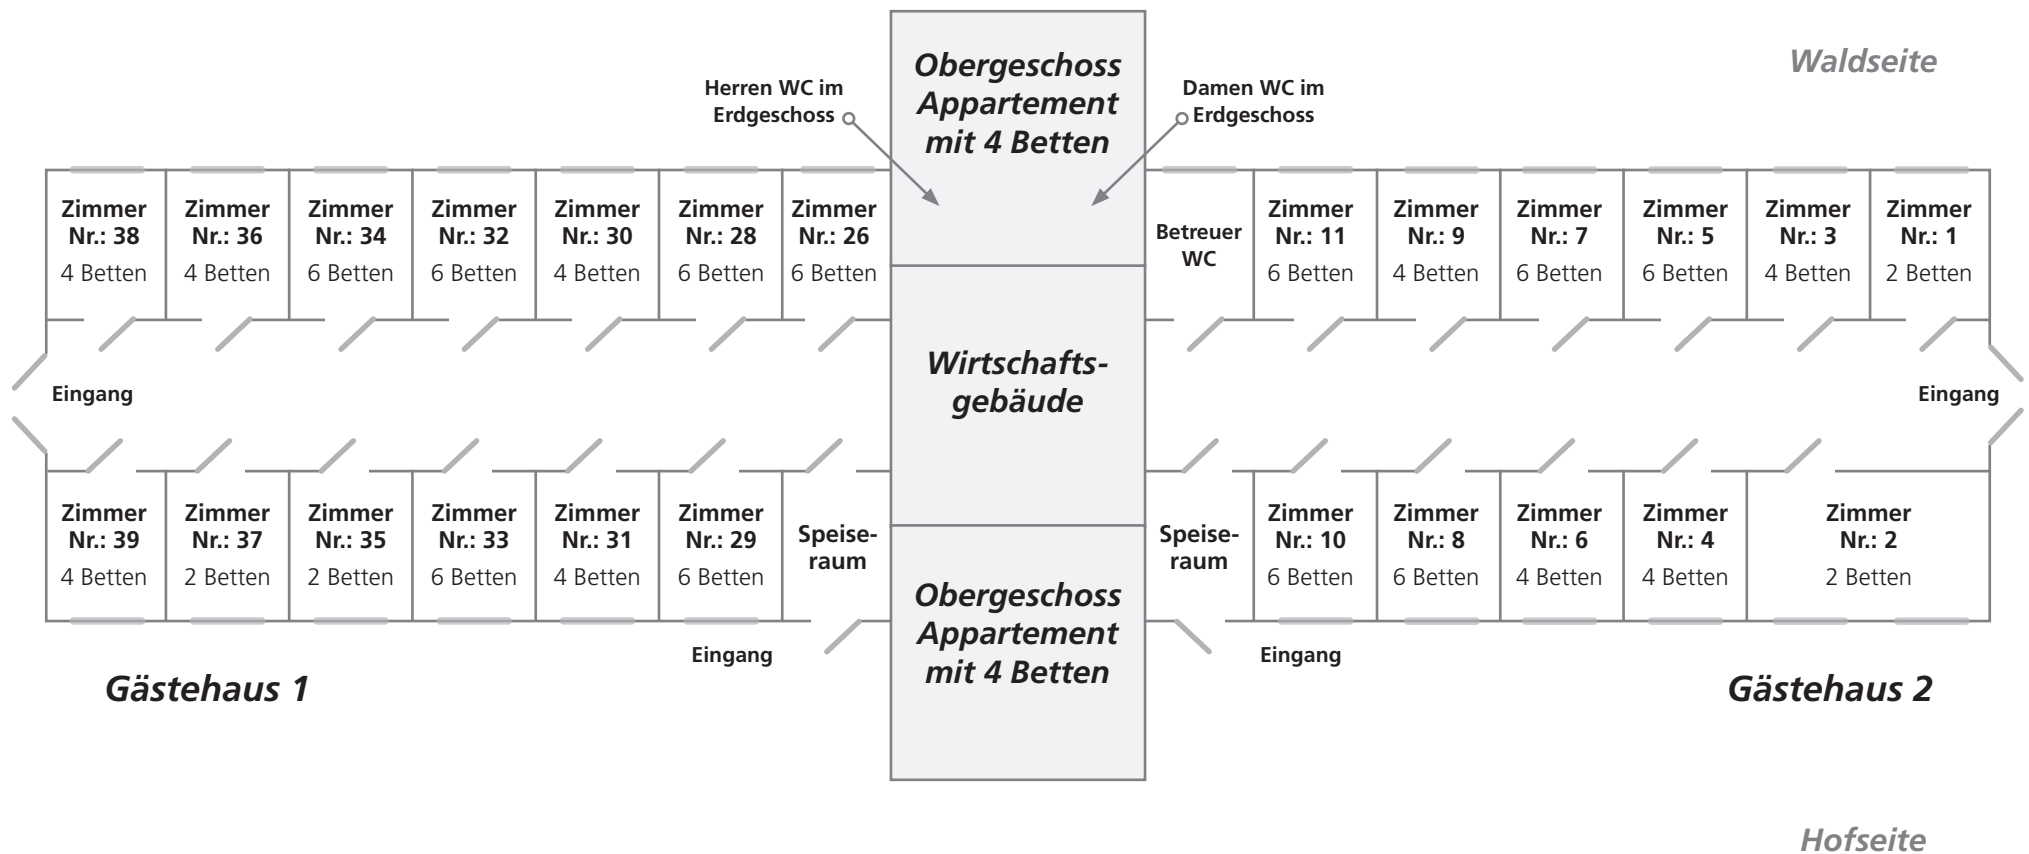 Waldseite
Herren WC im
Erdgeschoss
Obergeschoss
Appartement
mit 4 Betten
Damen WC im
Erdgeschoss
Zimmer
Nr.: 38
4 Betten
Zimmer
Nr.: 36
4 Betten
Zimmer
Nr.: 34
6 Betten
Zimmer
Nr.: 32
6 Betten
Zimmer
Nr.: 30
4 Betten
Zimmer
Nr.: 28
6 Betten
Zimmer
Nr.: 26
6 Betten
Betreuer
WC
Zimmer
Nr.: 11
6 Betten
Zimmer
Nr.: 9
4 Betten
Zimmer
Nr.: 7
6 Betten
Zimmer
Nr.: 5
6 Betten
Zimmer
Nr.: 3
4 Betten
Zimmer
Nr.: 1
2 Betten
Eingang
Wirtschafts-
gebäude
Eingang
Zimmer
Nr.: 39
4 Betten
Zimmer
Nr.: 37
2 Betten
Zimmer
Nr.: 35
2 Betten
Zimmer
Nr.: 33
6 Betten
Zimmer
Nr.: 31
4 Betten
Zimmer
Nr.: 29
6 Betten
Speise-
raum
Obergeschoss
Appartement
mit 4 Betten
Speise-
raum
Zimmer
Nr.: 10
6 Betten
Zimmer
Nr.: 8
6 Betten
Zimmer
Nr.: 6
4 Betten
Zimmer
Nr.: 4
4 Betten
Zimmer
Nr.: 2
2 Betten
Eingang
Eingang
Gästehaus 1
Gästehaus 2
Hofseite